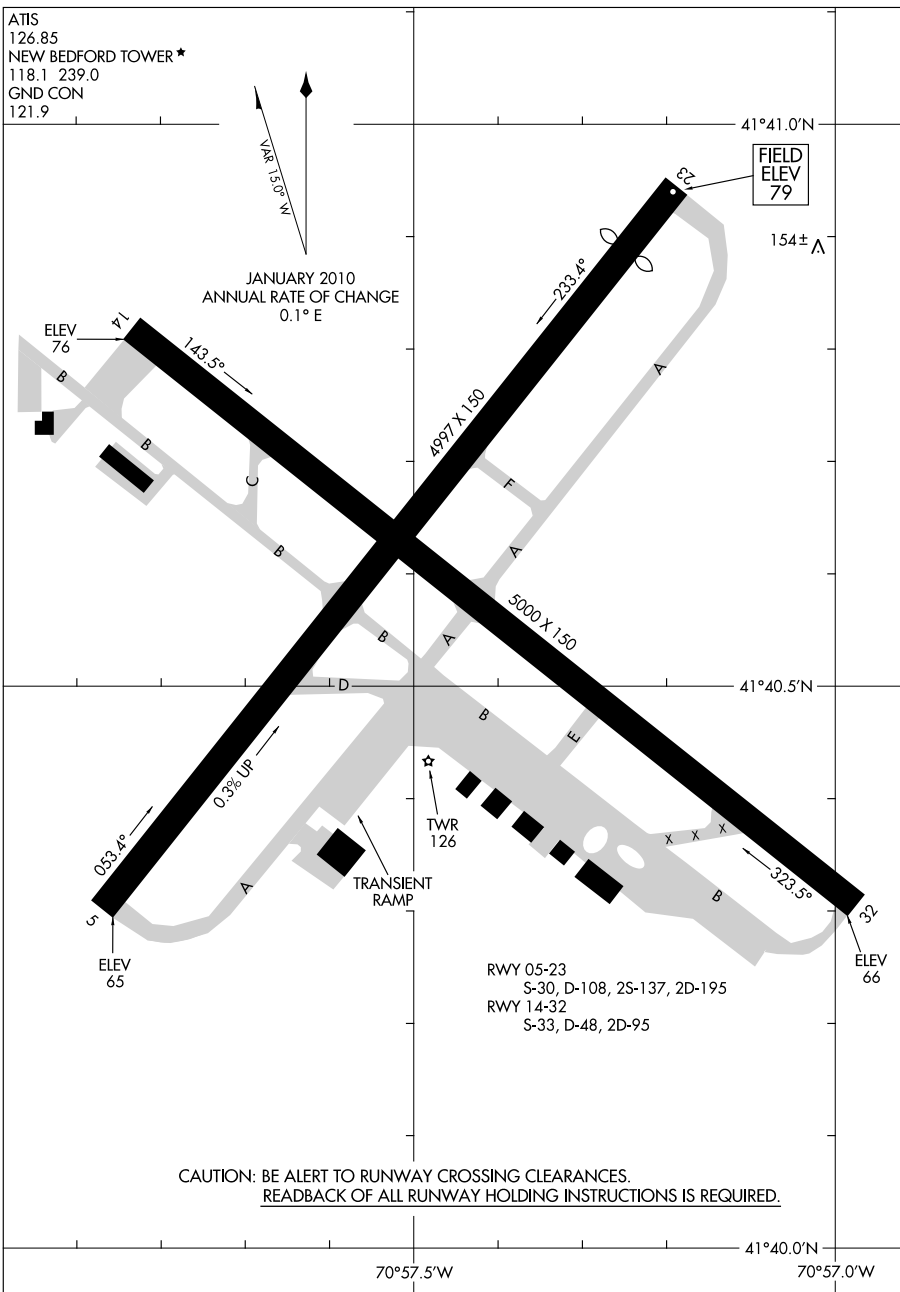 ATIS
126.85
NEW BEDFORD TOWER★
118.1 239.0
GND CON
121.9
VAR 15.0° W
JANUARY 2010
ANNUAL RATE OF CHANGE
0.1° E
41°41.0'N
FIELD
ELEV
79
23
154±
233.4°
14
ELEV
76
143.5°
B
A
4997 X 150
B
C
F
B
A
5000 X 150
B
A
D
41°40.5'N
B
E
0.3% UP
TWR
126
X X X
053.4°
TRANSIENT
RAMP
A
323.5°
B
5
32
ELEV
65
ELEV
66
RWY 05-23
S-30, D-108, 2S-137, 2D-195
RWY 14-32
S-33, D-48, 2D-95
CAUTION: BE ALERT TO RUNWAY CROSSING CLEARANCES.
READBACK OF ALL RUNWAY HOLDING INSTRUCTIONS IS REQUIRED.
41°40.0'N
70°57.5'W
70°57.0'W